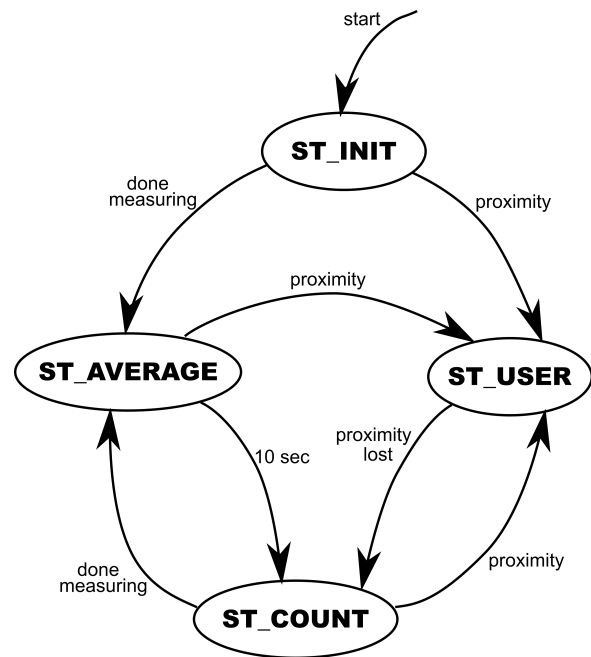 start
ST_INIT
done
measuring
proximity
proximity
ST_AVERAGE
ST_USER
10 sec
proximity
lost
done
measuring
proximity
ST_COUNT